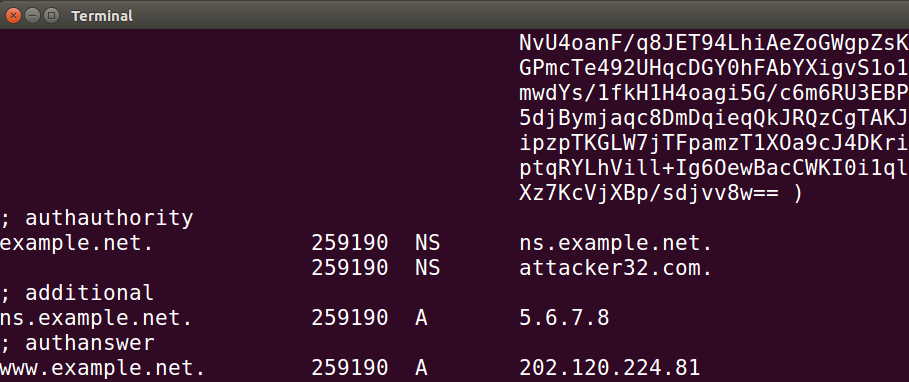 Terminal
NvU4oanF/q8JET94LhiAeZoGWgpZsK
GPmcTe492UHqcDGY0hFAbYXigvS1o1
mwdYs/1fkH1H4oagi5G/c6m6RU3EBP
5djBymjaqc8DmDqieqQkJRQzCgTAKJ
ipzpTKGLW7jTFpamzT1XOa9cJ4DKri
ptqRYLhVill+Ig6OewBacCWKI0i1ql
Xz7KcVjXBp/sdjvv8w== )
; authauthority
example.net. 259190 NS ns.example.net.
259190 NS attacker32.com.
; additional
ns.example.net. 259190 A 5.6.7.8
; authanswer
www.example.net. 259190 A 202.120.224.81